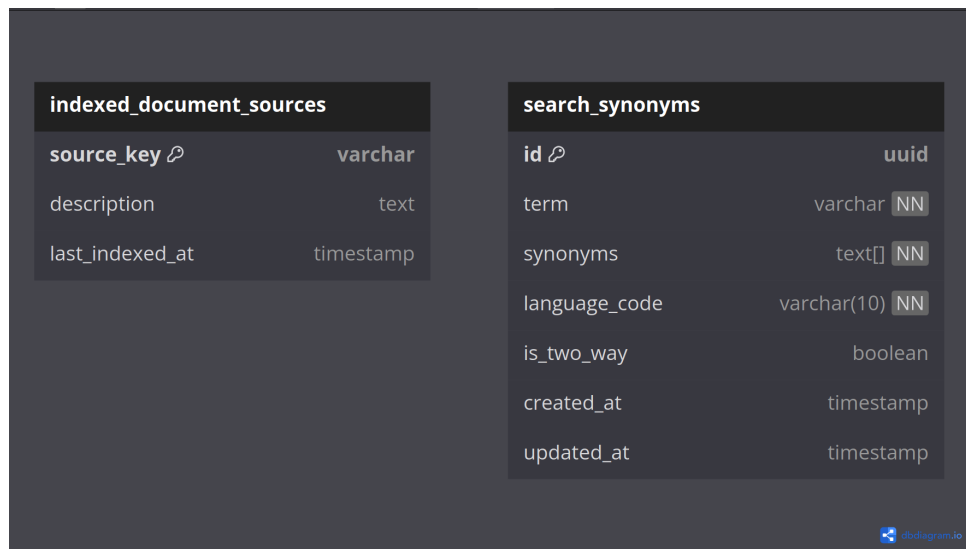 indexed_document_sources
source_key varchar
description text
last_indexed_at timestamp
search_synonyms
id uuid
term varchar NN
synonyms text[] NN
language_code varchar(10) NN
is_two_way boolean
created_at timestamp
updated_at timestamp
dbdiagram.io